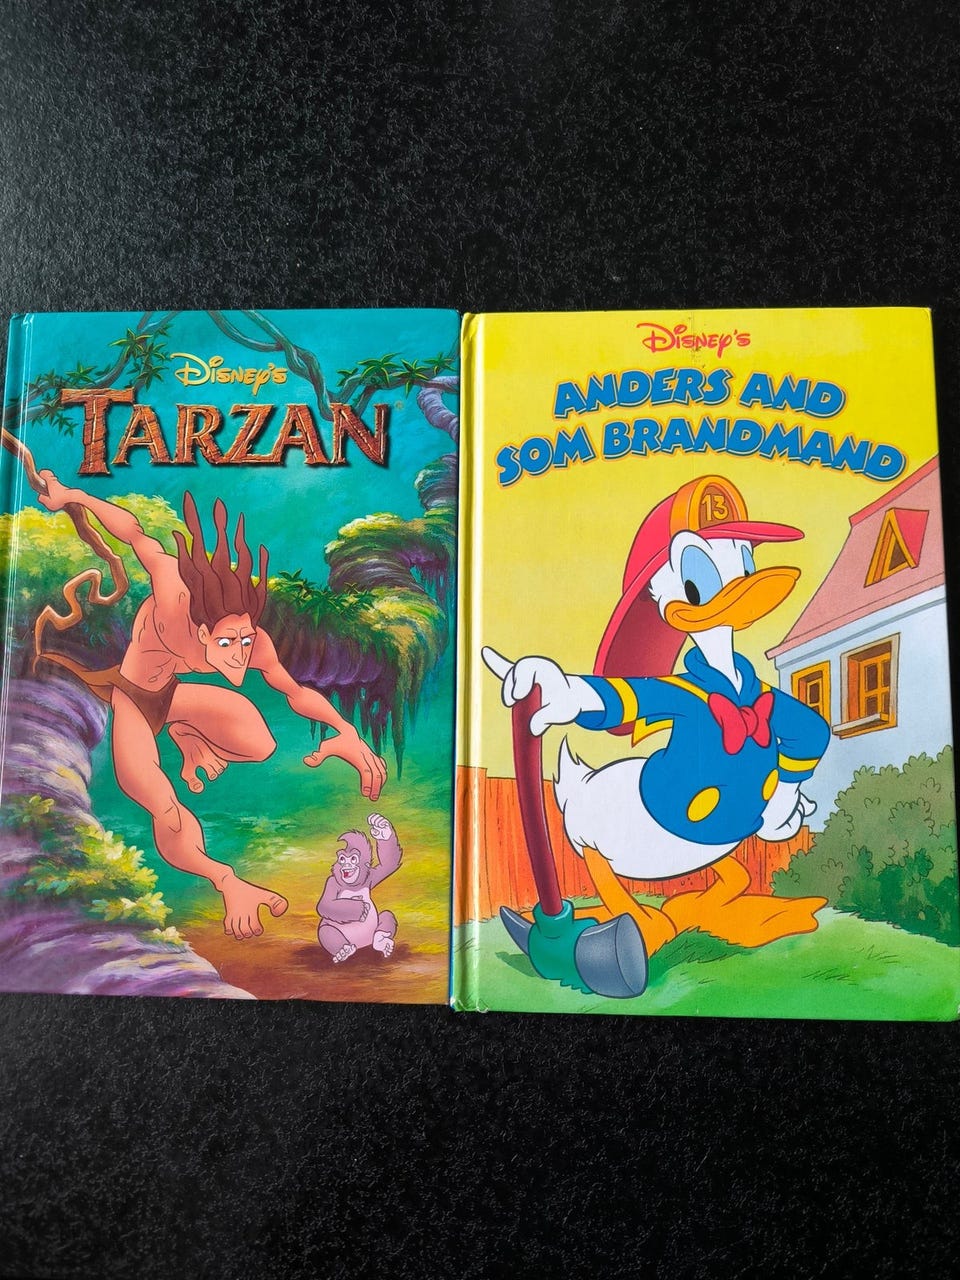 Disney's
TARZAN
Disney's
ANDERS AND
SOM BRANDMAND
13